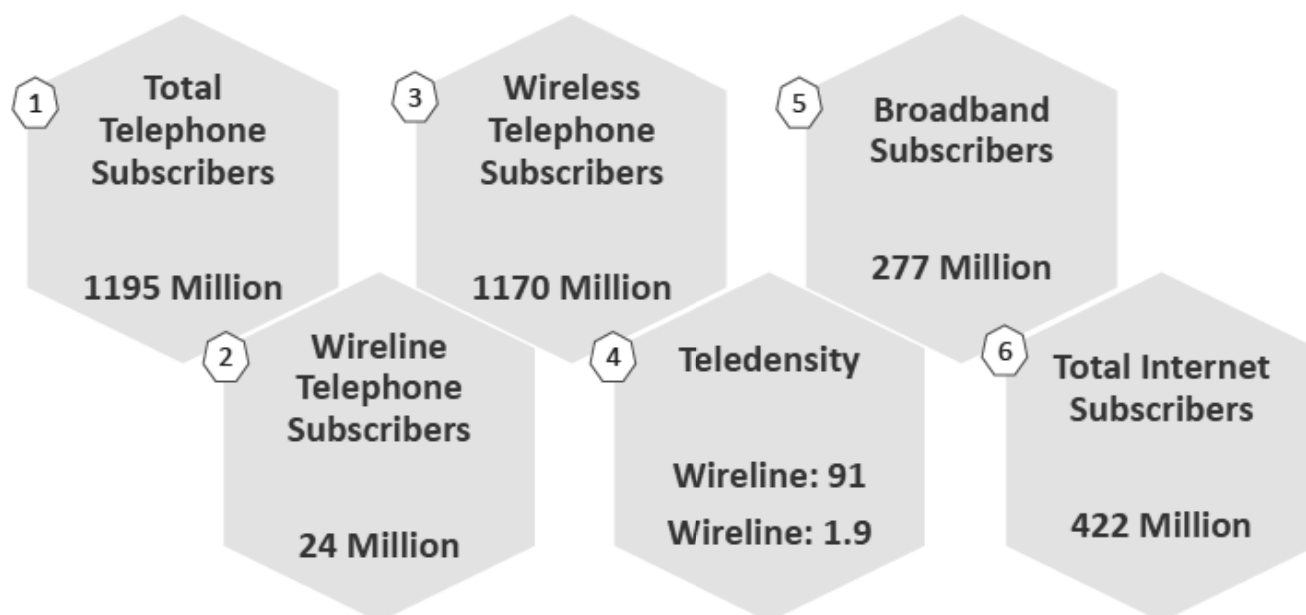 1
Total
Telephone
Subscribers
1195 Million
2
Wireline
Telephone
Subscribers
24 Million
3
Wireless
Telephone
Subscribers
1170 Million
4
Teledensity
Wireline: 91
Wireline: 1.9
5
Broadband
Subscribers
277 Million
6
Total Internet
Subscribers
422 Million